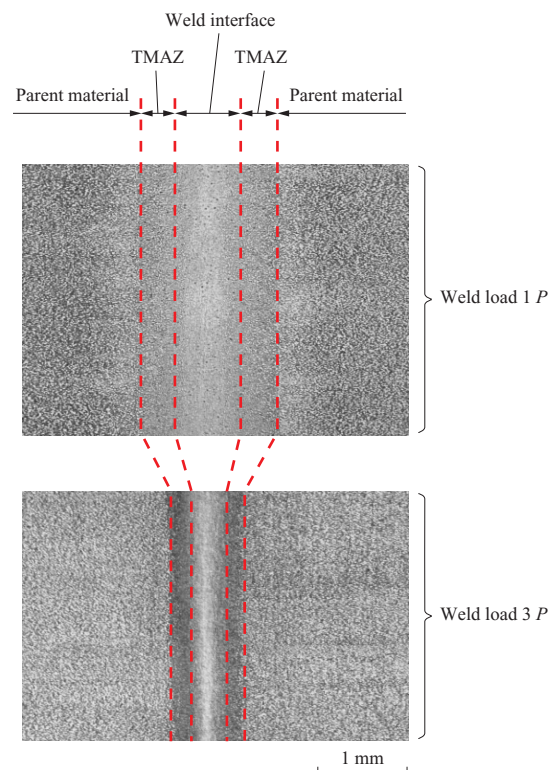 Weld interface
TMAZ TMAZ
Parent material Parent material
Weld load 1 P
Weld load 3 P
1 mm